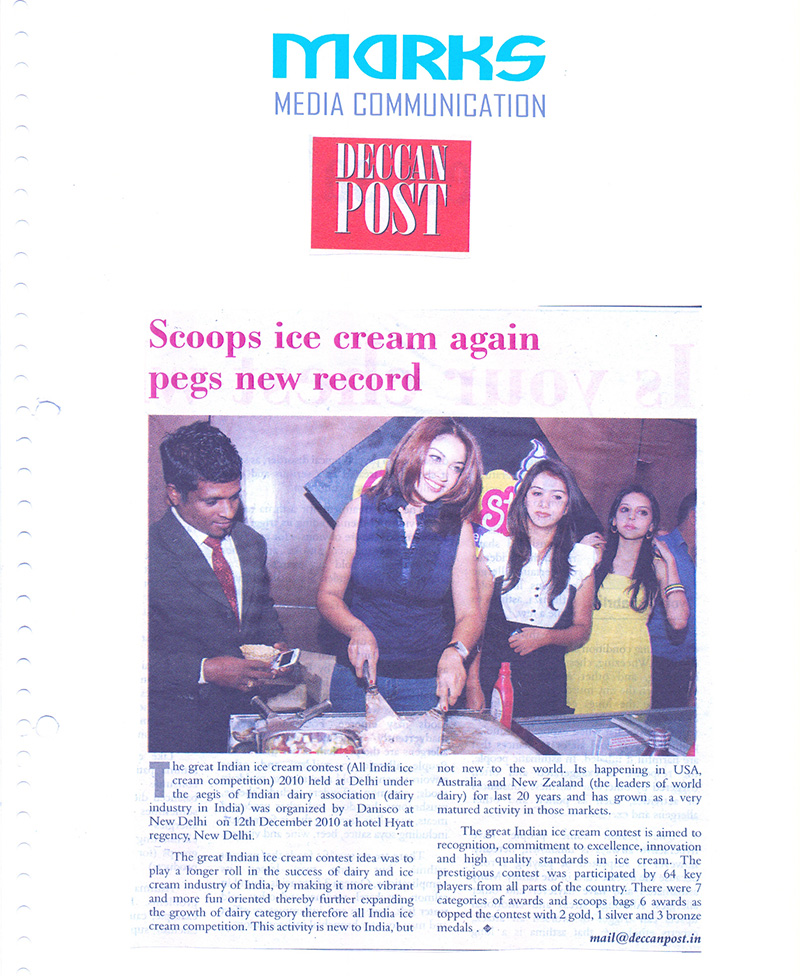 MARKS
MEDIA COMMUNICATION
DECCAN
POST
Scoops ice cream again
pegs new record
The great Indian ice cream contest (All India ice
cream competition) 2010 held at Delhi under
the aegis of Indian dairy association (dairy
industry in India) was organized by Danisco at
New Delhi on 12th December 2010 at hotel Hyatt
regency, New Delhi.
The great Indian ice cream contest idea was to
play a longer roll in the success of dairy and ice
cream industry of India, by making it more vibrant
and more fun oriented thereby further expanding
the growth of dairy category therefore all India ice
cream competition. This activity is new to India, but
not new to the world. Its happening in USA,
Australia and New Zealand (the leaders of world
dairy) for last 20 years and has grown as a very
matured activity in those markets.
The great Indian ice cream contest is aimed to
recognition, commitment to excellence, innovation
and high quality standards in ice cream. The
prestigious contest was participated by 64 key
players from all parts of the country. There were 7
categories of awards and scoops bags 6 awards as
topped the contest with 2 gold, 1 silver and 3 bronze
medals .
mail@deccanpost.in